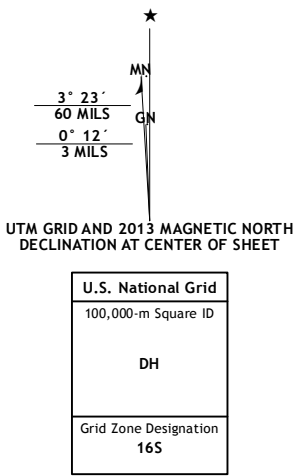 ★
MN
3° 23´
60 MILS
GN
0° 12´
3 MILS
UTM GRID AND 2013 MAGNETIC NORTH
DECLINATION AT CENTER OF SHEET
U.S. National Grid
100,000-m Square ID
DH
Grid Zone Designation
16S